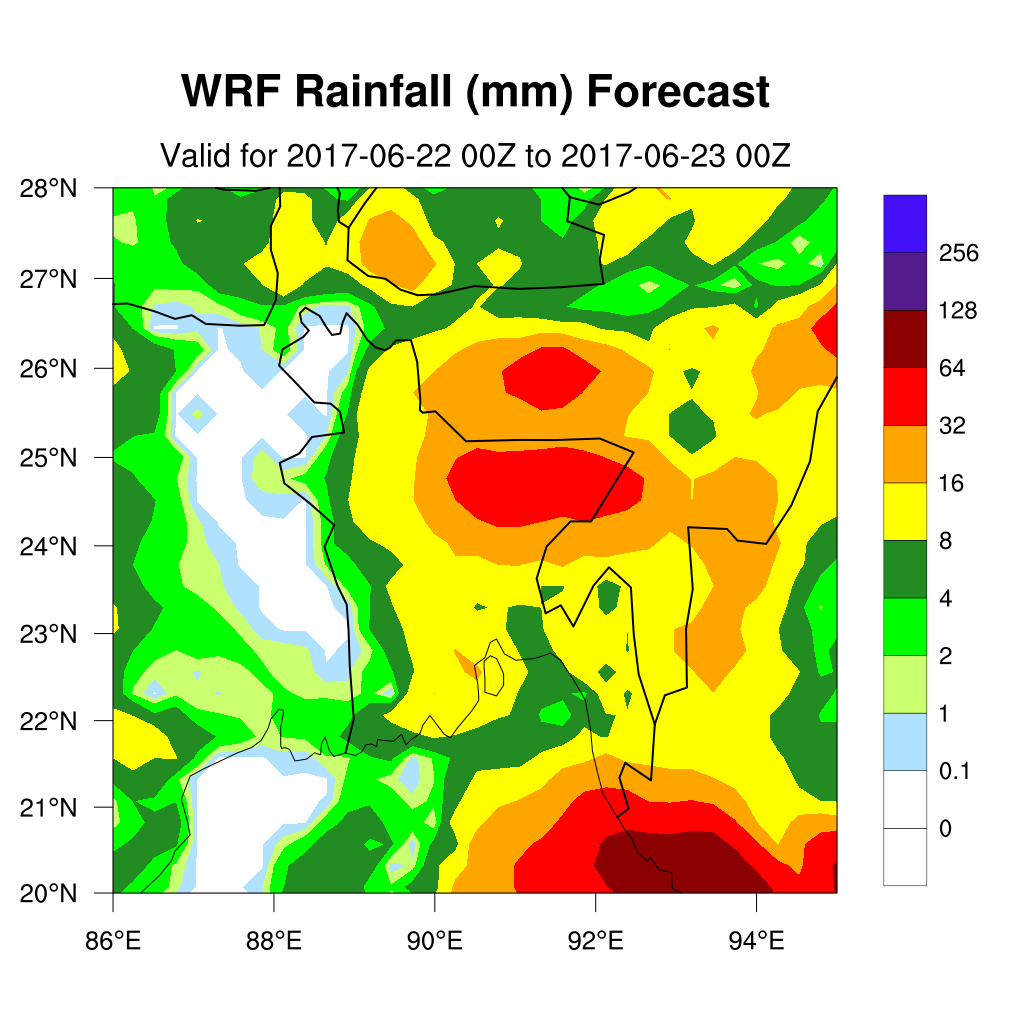 WRF Rainfall (mm) Forecast
Valid for 2017-06-22 00Z to 2017-06-23 00Z
28°N
27°N
26°N
25°N
24°N
23°N
22°N
21°N
20°N
86°E 88°E 90°E 92°E 94°E
256
128
64
32
16
8
4
2
1
0.1
0